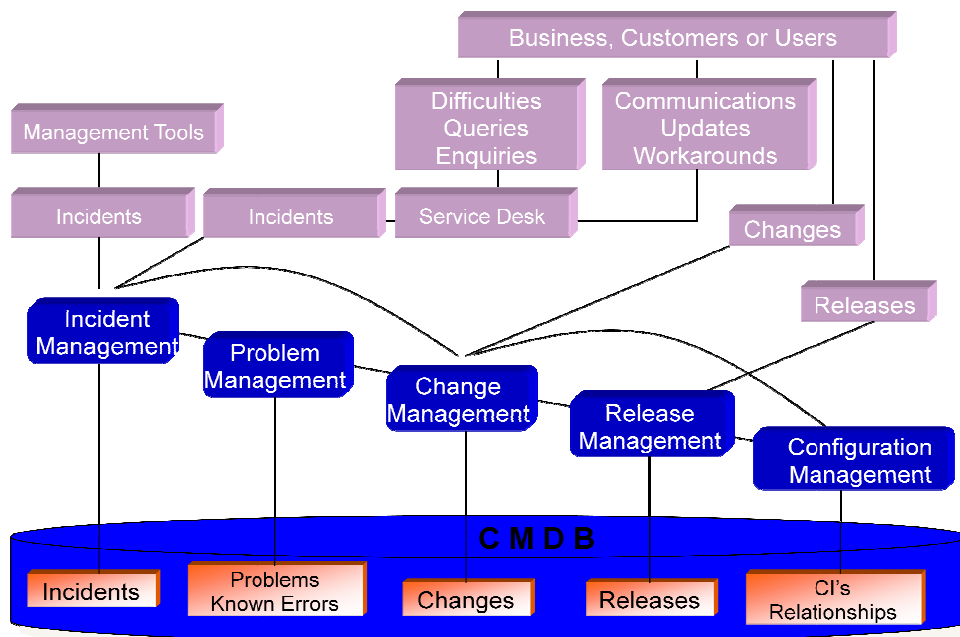 Business, Customers or Users
Difficulties
Queries
Enquiries
Communications
Updates
Workarounds
Management Tools
Incidents
Incidents
Service Desk
Changes
Releases
Incident
Management
Problem
Management
Change
Management
Release
Management
Configuration
Management
C M D B
Incidents
Problems
Known Errors
Changes
Releases
CI's
Relationships